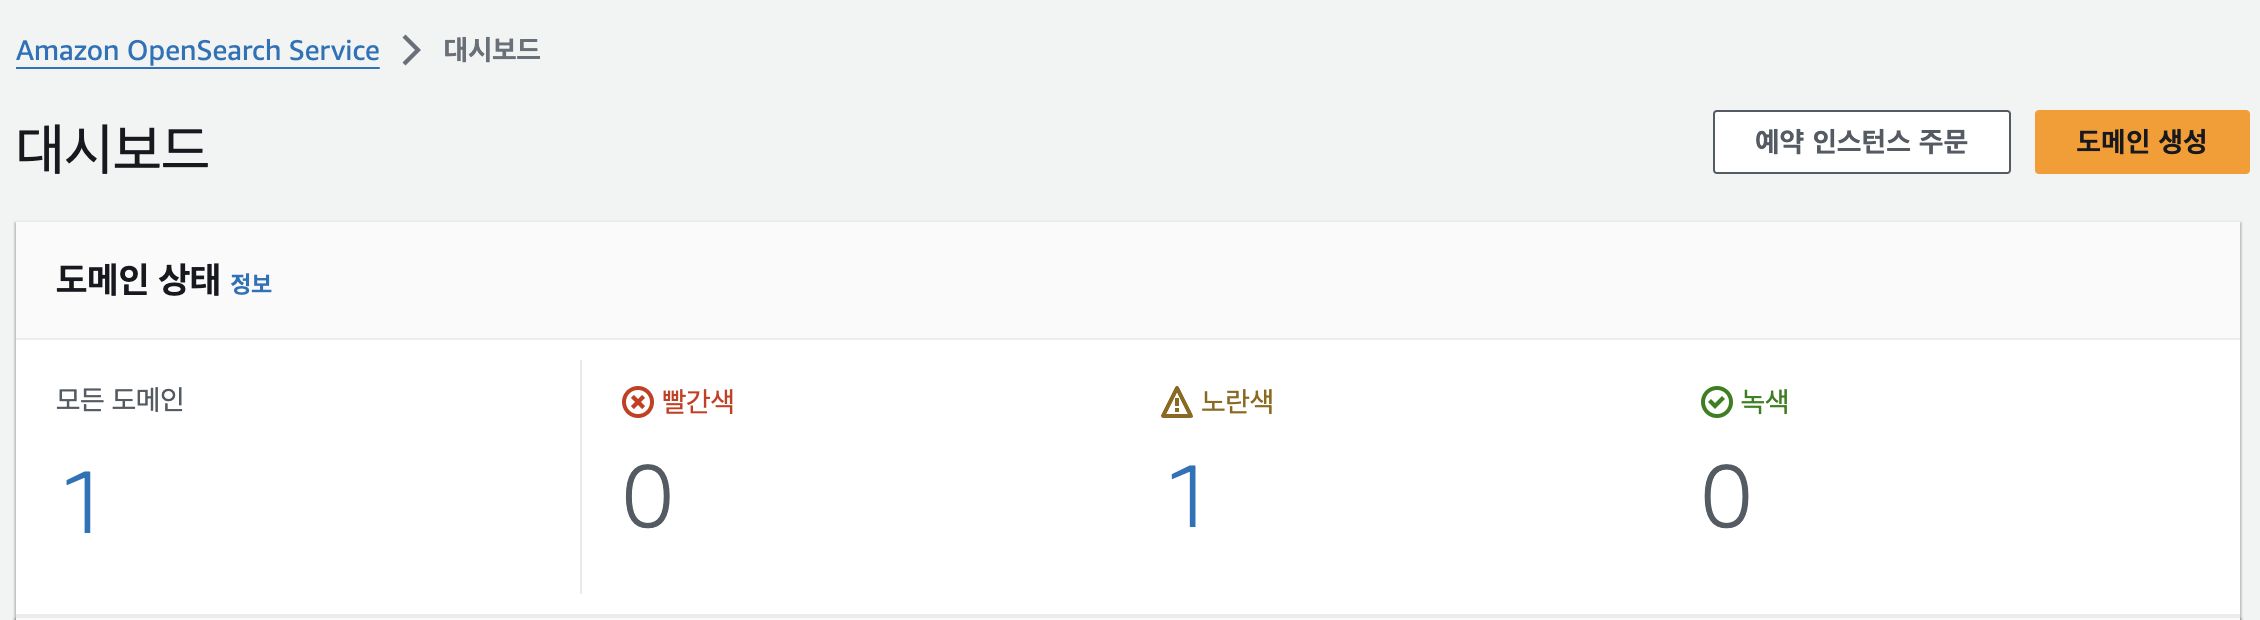 Amazon OpenSearch Service > 대시보드
대시보드
예약 인스턴스 주문
도메인 생성
도메인 상태 정보
모든 도메인
빨간색
노란색
녹색
1
0
1
0